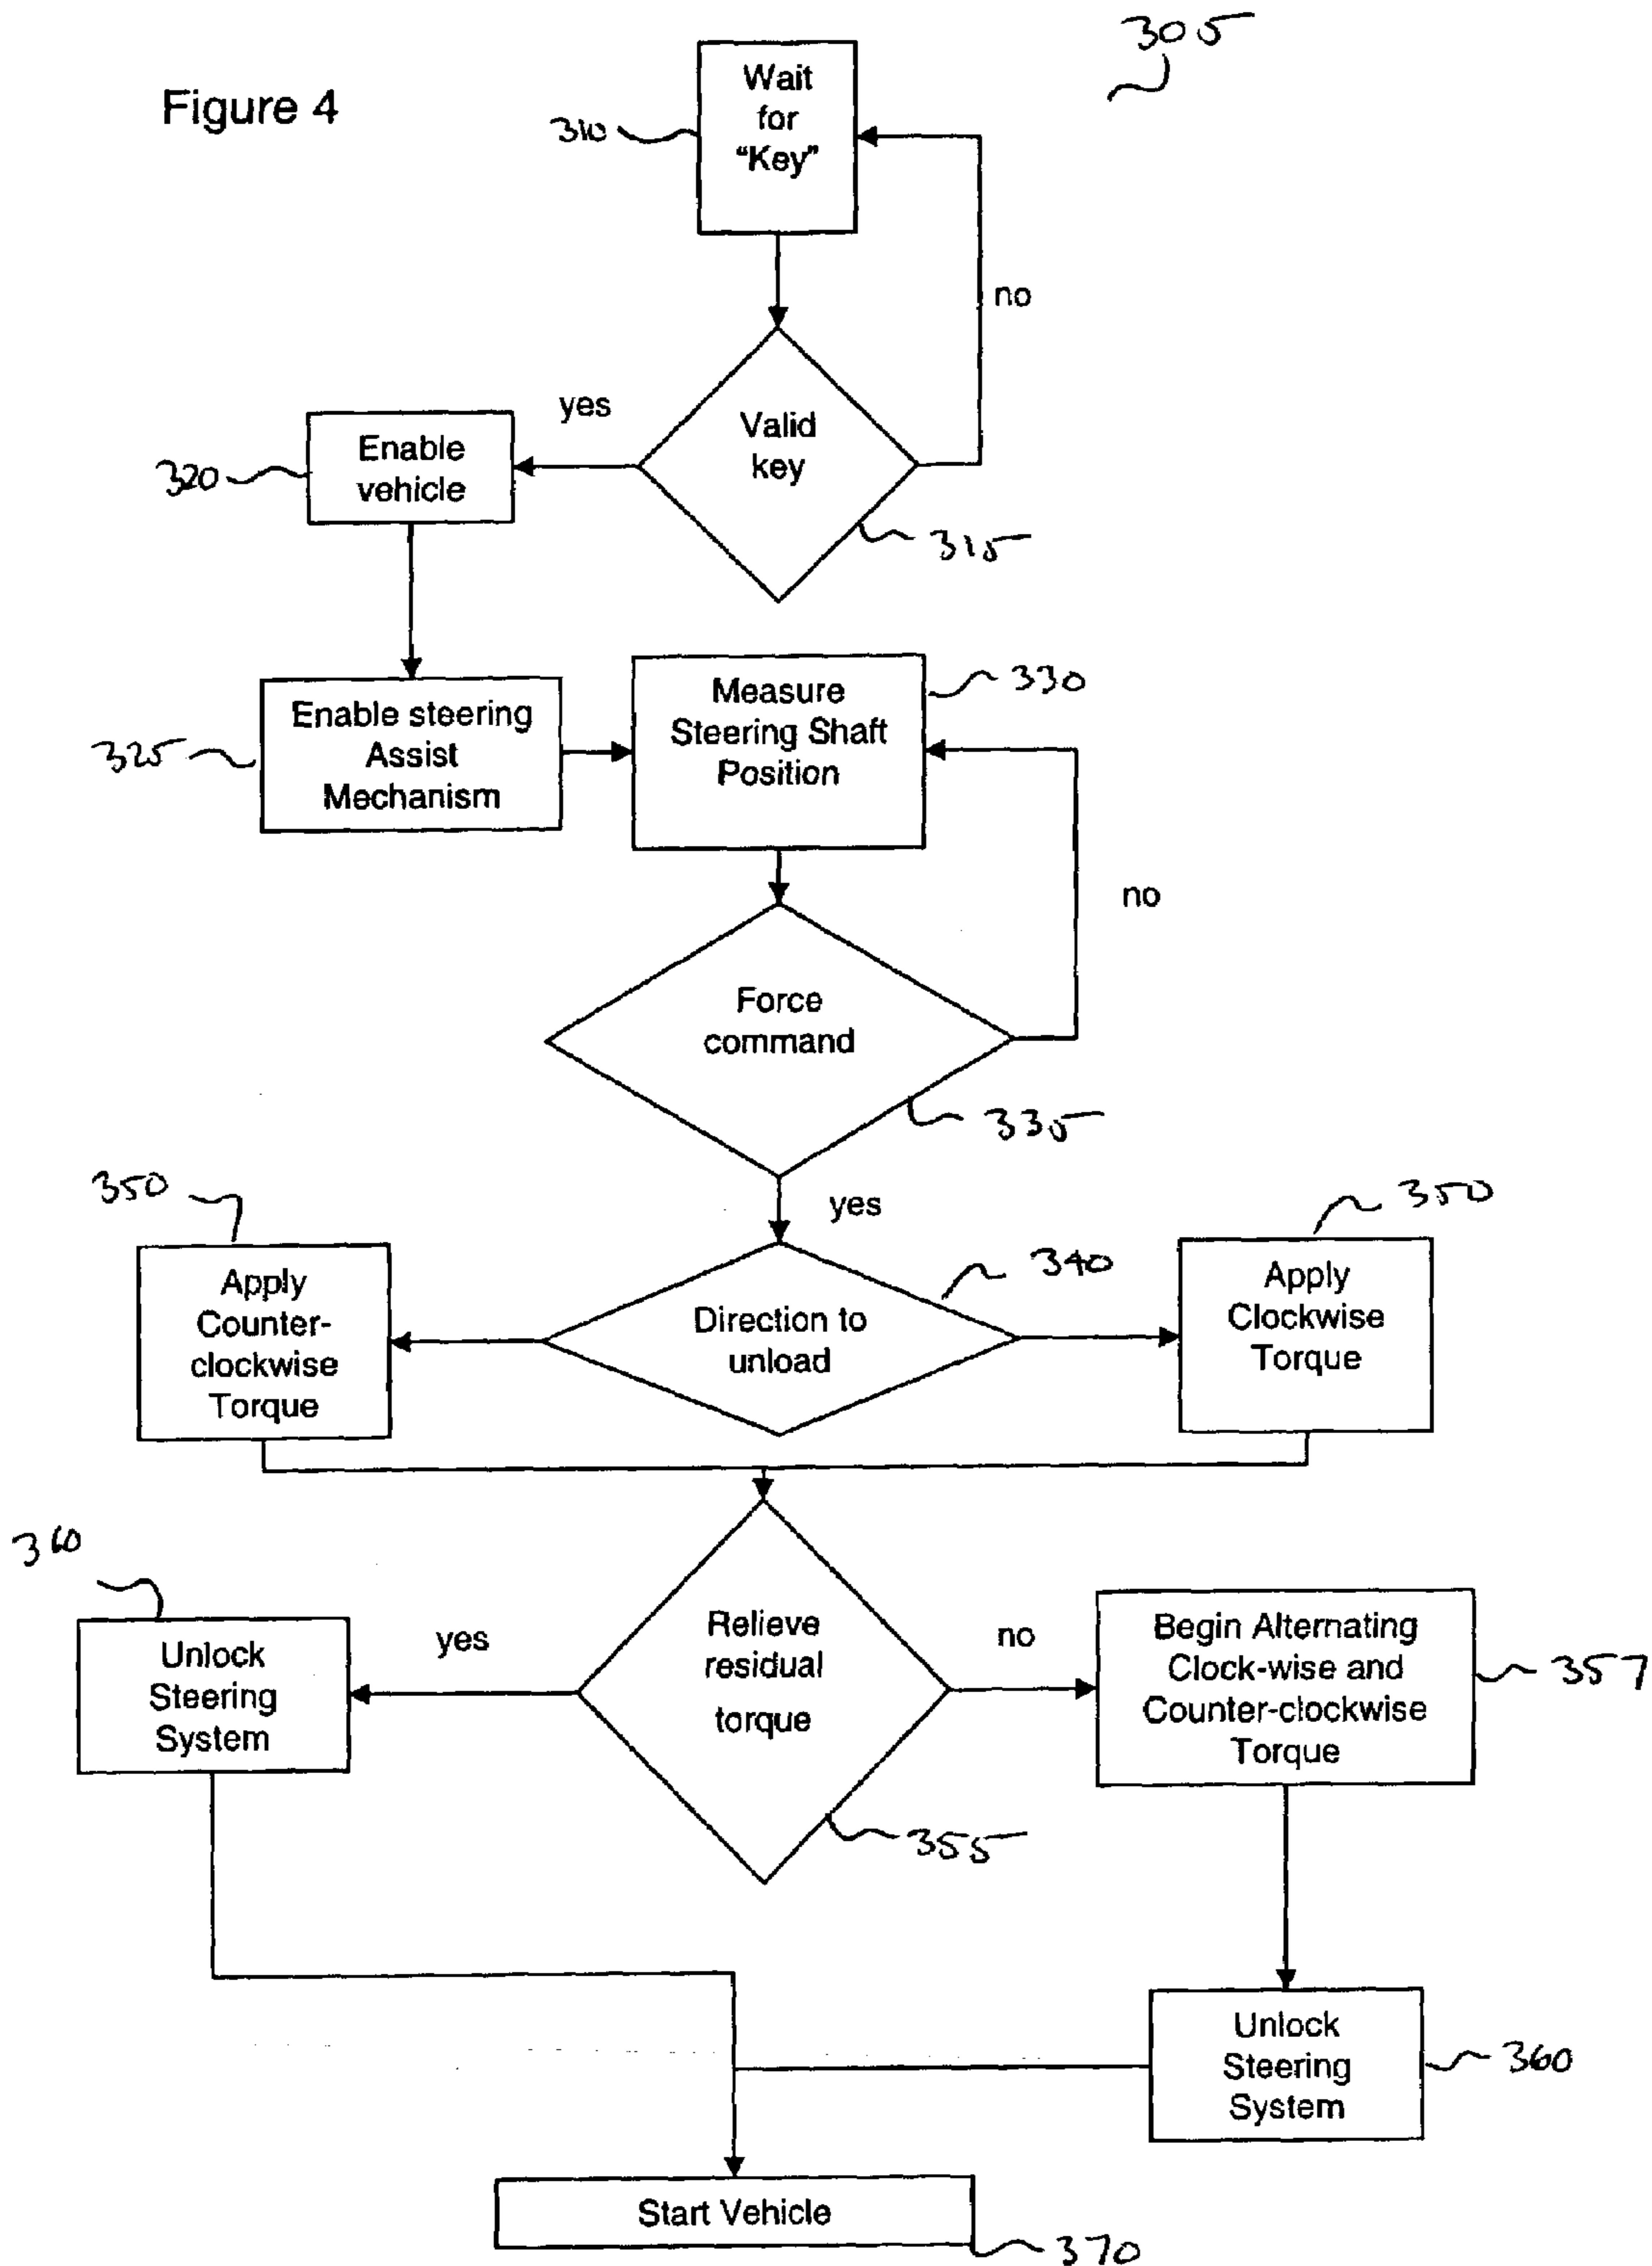 305
Figure 4
Wait
for
"Key"
310
no
yes
Valid
key
Enable
vehicle
320
315
Measure
Steering Shaft
Position
330
Enable steering
Assist
Mechanism
325
no
Force
command
335
350
yes
350
Apply
Counter-
clockwise
Torque
Direction to
unload
340
Apply
Clockwise
Torque
360
Unlock
Steering
System
yes
Relieve
residual
torque
no
Begin Alternating
Clock-wise and
Counter-clockwise
Torque
357
355
Unlock
Steering
System
360
Start Vehicle
370